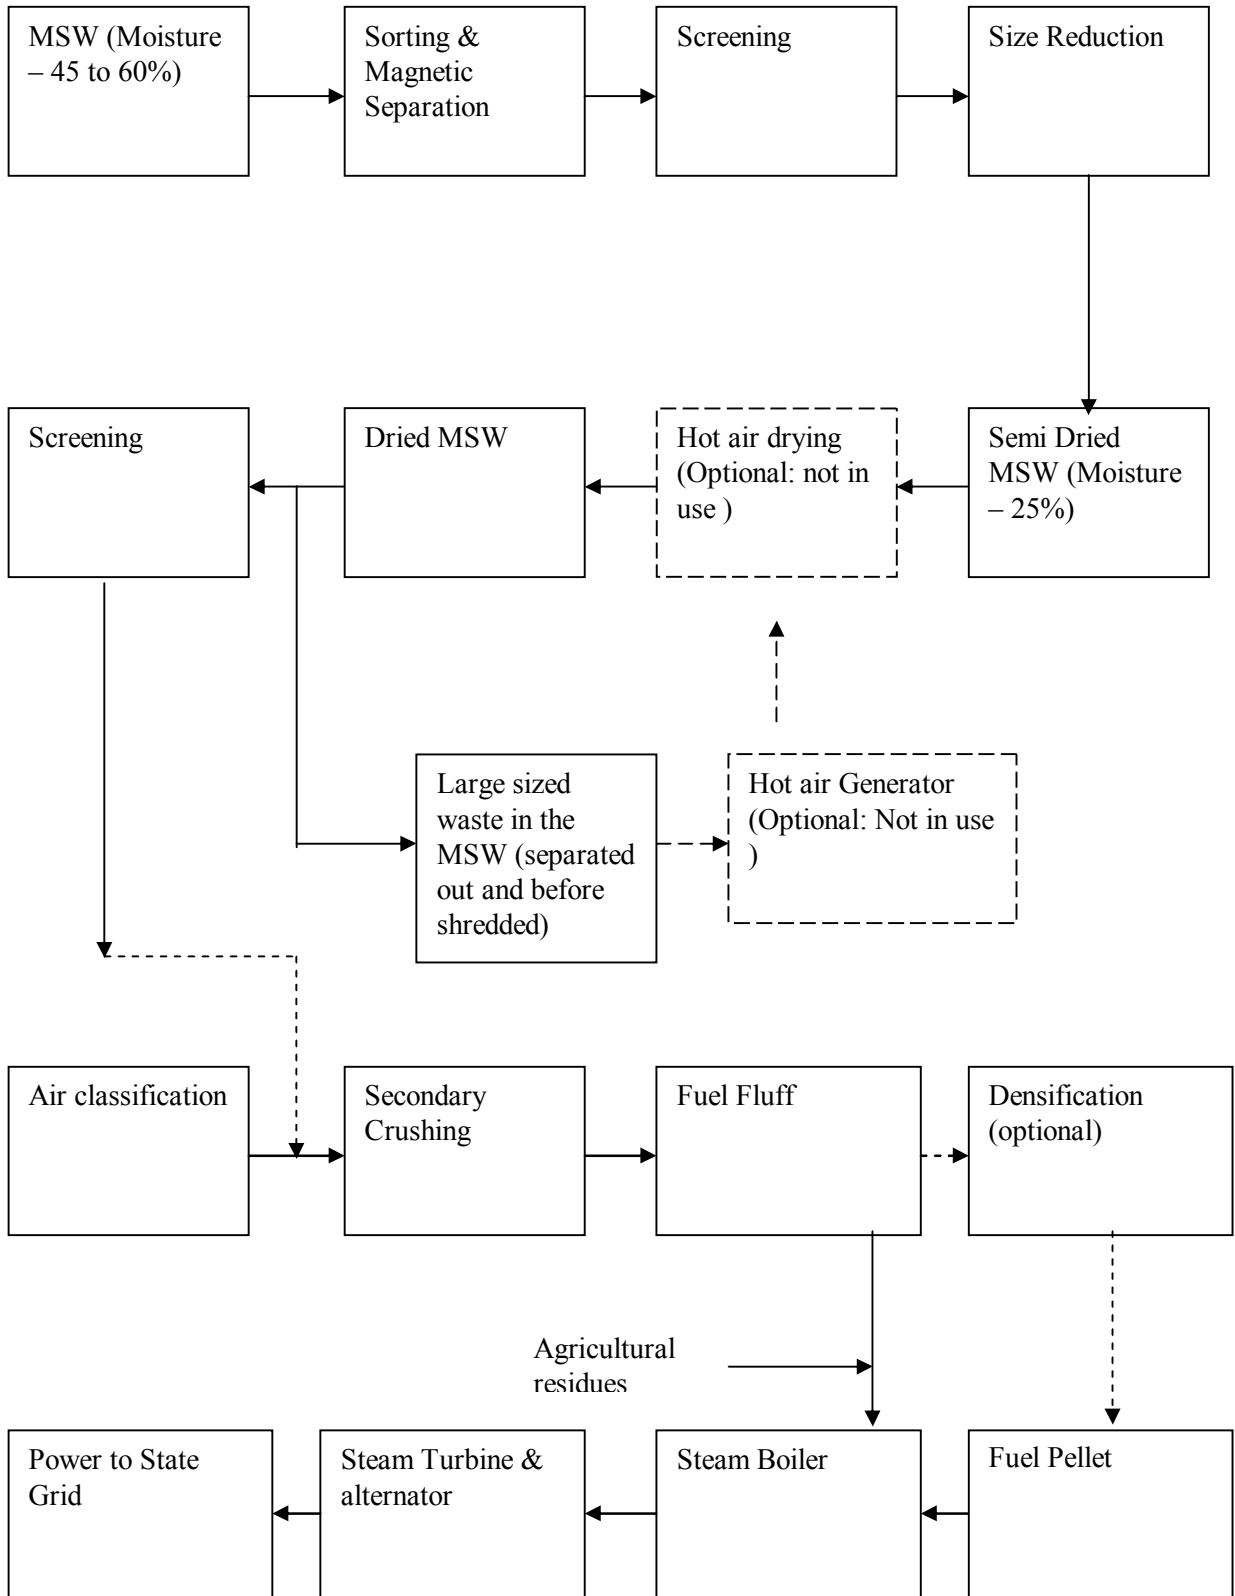 MSW (Moisture
– 45 to 60%)
Sorting &
Magnetic
Separation
Screening
Size Reduction
Screening
Dried MSW
Hot air drying
(Optional: not in
use )
Semi Dried
MSW (Moisture
– 25%)
Large sized
waste in the
MSW (separated
out and before
shredded)
Hot air Generator
(Optional: Not in use
)
Air classification
Secondary
Crushing
Fuel Fluff
Densification
(optional)
Agricultural
residues
Power to State
Grid
Steam Turbine &
alternator
Steam Boiler
Fuel Pellet